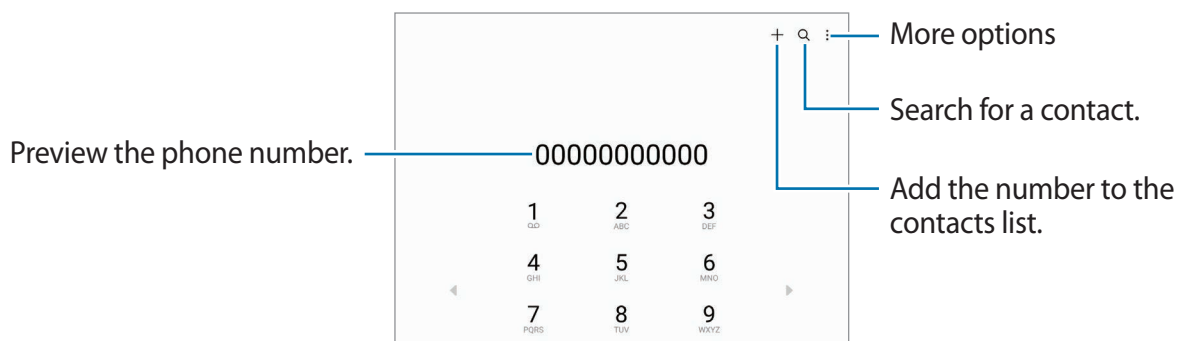 More options
Search for a contact.
Preview the phone number.
00000000000
Add the number to the
contacts list.
1 2 3
ABC DEF
4 5 6
GHI JKL MNO
7 8 9
PQRS TUV WXYZ